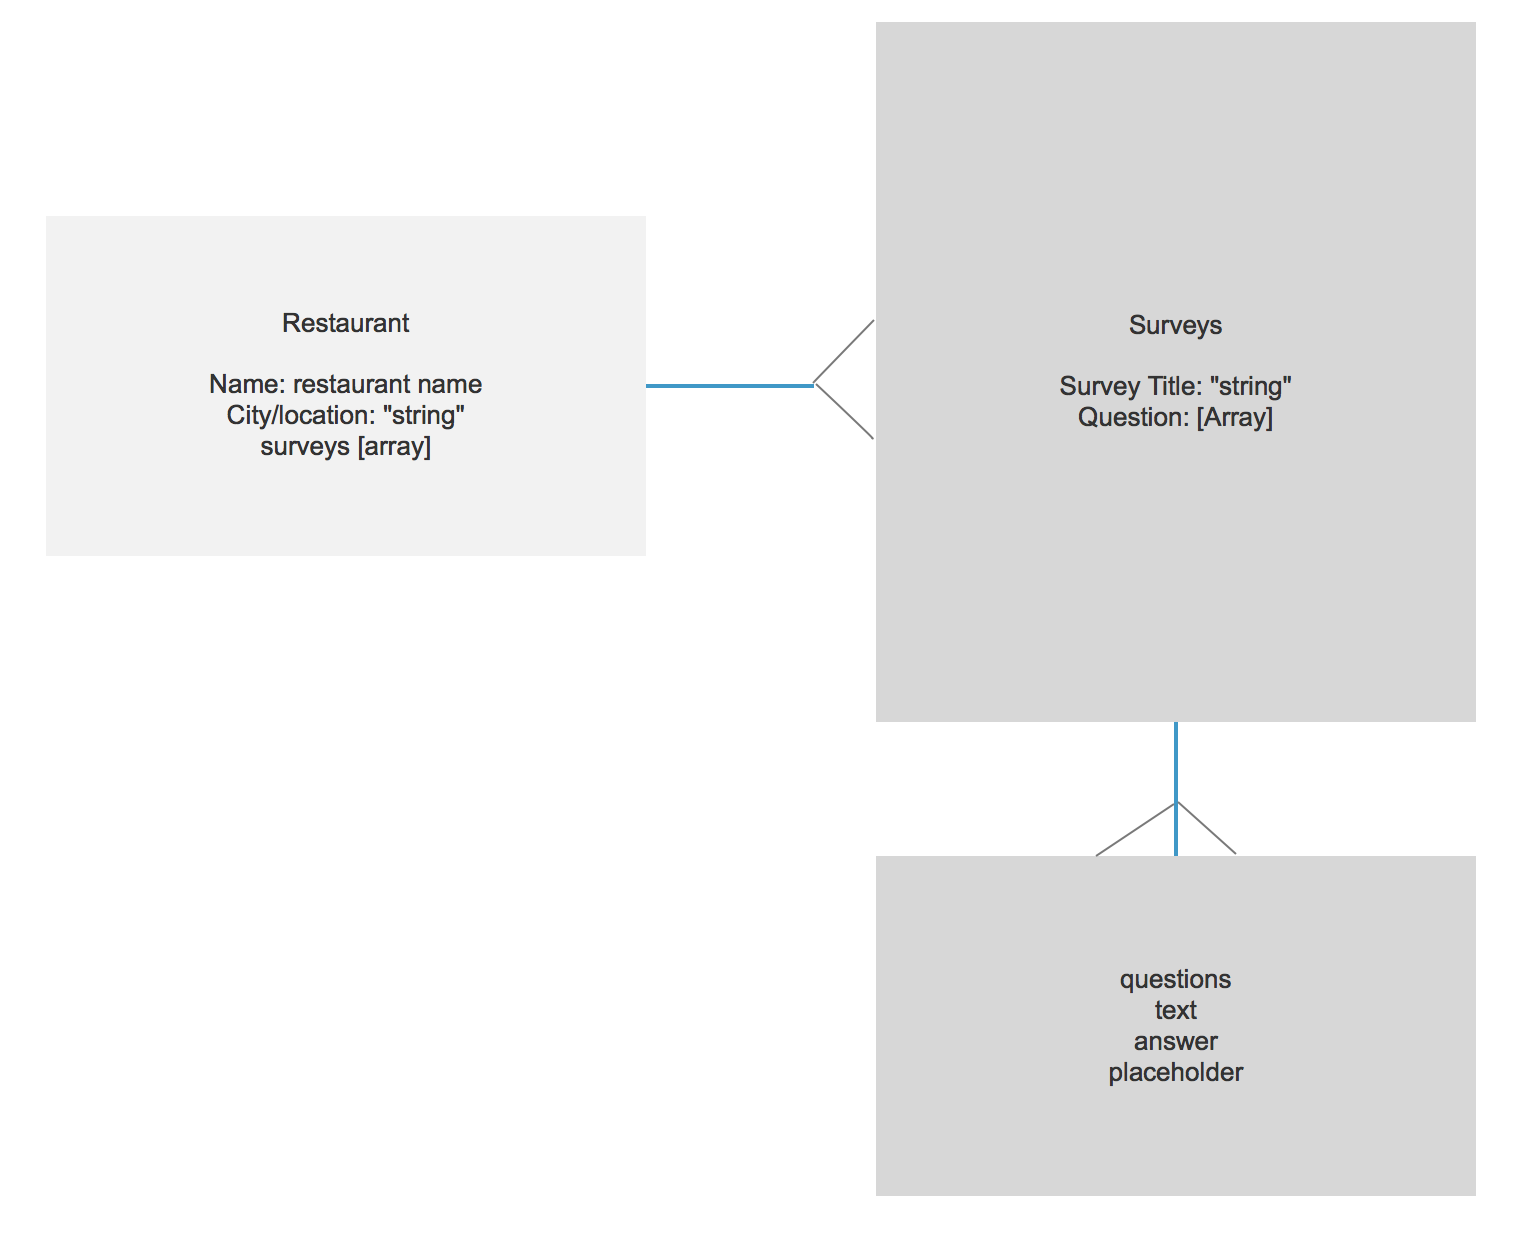 Restaurant
Name: restaurant name
City/location: "string"
surveys [array]
Surveys
Survey Title: "string"
Question: [Array]
questions
text
answer
placeholder